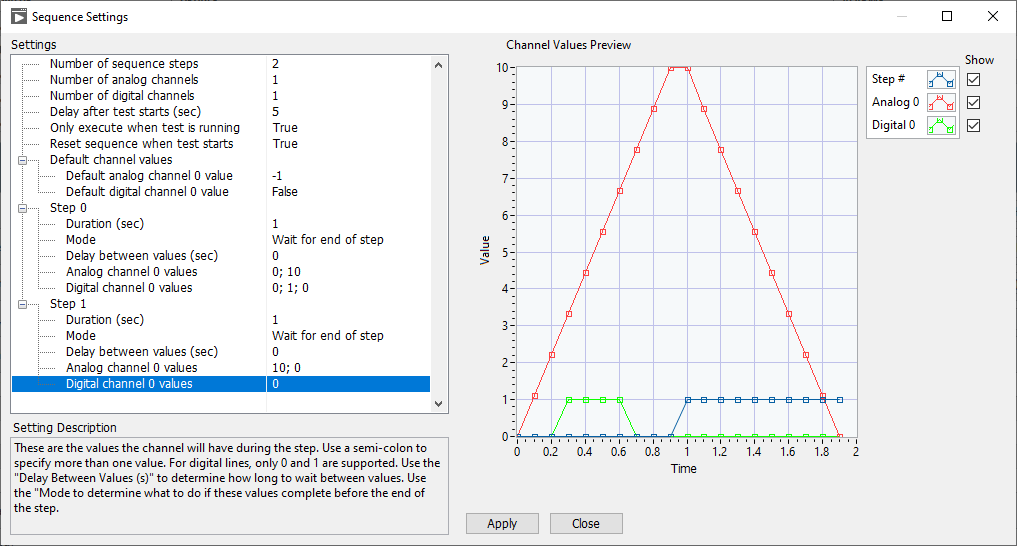 Sequence Settings
Settings
Number of sequence steps 2
Number of analog channels 1
Number of digital channels 1
Delay after test starts (sec) 5
Only execute when test is running True
Reset sequence when test starts True
Default channel values
Default analog channel 0 value -1
Default digital channel 0 value False
Step 0
Duration (sec) 1
Mode Wait for end of step
Delay between values (sec) 0
Analog channel 0 values 0; 10
Digital channel 0 values 0; 1; 0
Step 1
Duration (sec) 1
Mode Wait for end of step
Delay between values (sec) 0
Analog channel 0 values 10; 0
Digital channel 0 values 0
Setting Description
These are the values the channel will have during the step. Use a semi-colon to
specify more than one value. For digital lines, only 0 and 1 are supported. Use the
"Delay Between Values (s)" to determine how long to wait between values. Use
the "Mode to determine what to do if these values complete before the end of
the step.
Channel Values Preview
10
9
8
7
6
5
4
3
2
1
0
Value
0 0.2 0.4 0.6 0.8 1 1.2 1.4 1.6 1.8 2
Time
Show
Step #
Analog 0
Digital 0
Apply Close